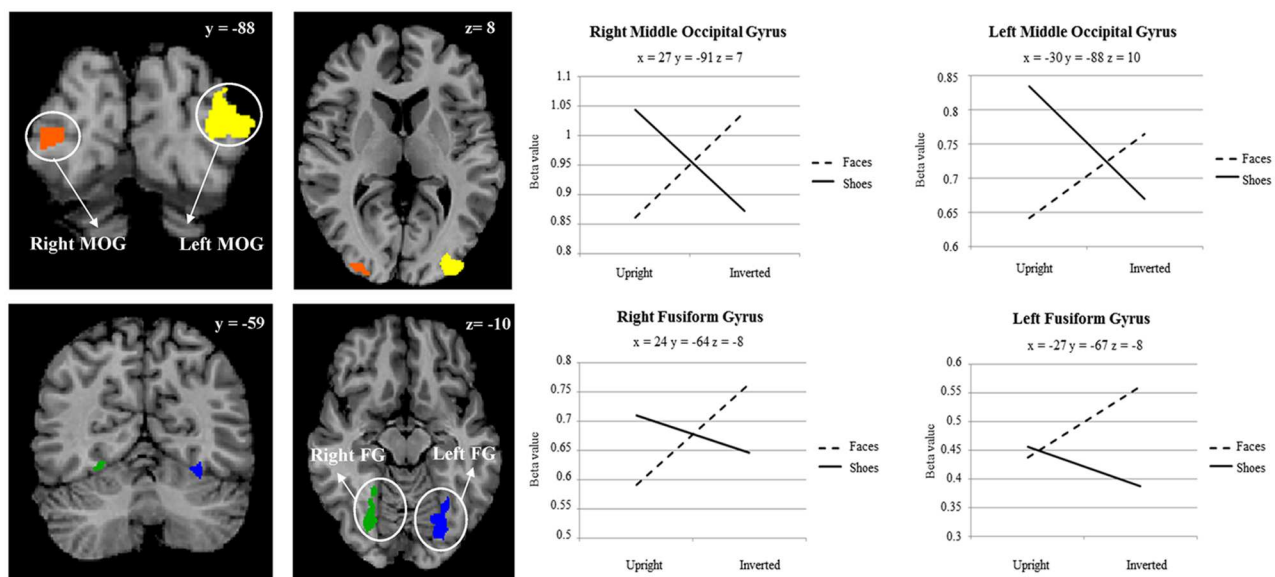 y = -88
z= 8
Right MOG
Left MOG
Right Middle Occipital Gyrus
x = 27 y = -91 z = 7
1.1
1.05
1
0.95
0.9
0.85
0.8
Beta value
Upright
Inverted
Faces
Shoes
Left Middle Occipital Gyrus
x = -30 y = -88 z = 10
0.85
0.8
0.75
0.7
0.65
0.6
Beta value
Upright
Inverted
Faces
Shoes
y = -59
z= -10
Right FG
Left FG
Right Fusiform Gyrus
x = 24 y = -64 z = -8
0.8
0.75
0.7
0.65
0.6
0.55
0.5
Beta value
Upright
Inverted
Faces
Shoes
Left Fusiform Gyrus
x = -27 y = -67 z = -8
0.6
0.55
0.5
0.45
0.4
0.35
0.3
Beta value
Upright
Inverted
Faces
Shoes